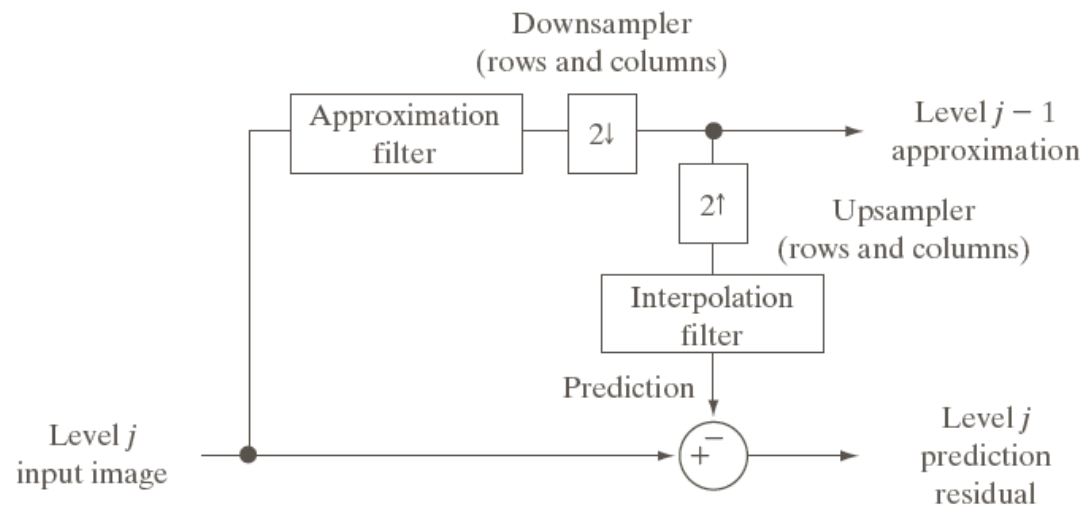 Downsampler
(rows and columns)
Approximation
filter
2↓
Level j − 1
approximation
2↑
Upsampler
(rows and columns)
Interpolation
filter
Prediction
Level j
input image
+
−
Level j
prediction
residual